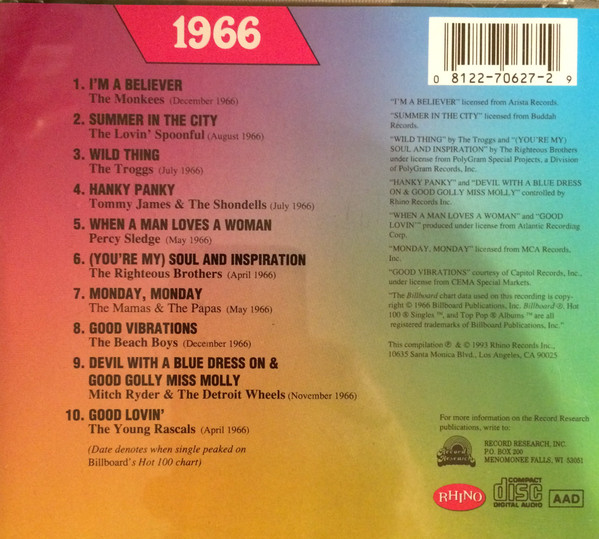 1966
1. I'M A BELIEVER
The Monkees (December 1966)
2. SUMMER IN THE CITY
The Lovin' Spoonful (August 1966)
3. WILD THING
The Troggs (July 1966)
4. HANKY PANKY
Tommy James & The Shondells (July 1966)
5. WHEN A MAN LOVES A WOMAN
Percy Sledge (May 1966)
6. (YOU'RE MY) SOUL AND INSPIRATION
The Righteous Brothers (April 1966)
7. MONDAY, MONDAY
The Mamas & The Papas (May 1966)
8. GOOD VIBRATIONS
The Beach Boys (December 1966)
9. DEVIL WITH A BLUE DRESS ON &
GOOD GOLLY MISS MOLLY
Mitch Ryder & The Detroit Wheels (November 1966)
10. GOOD LOVIN'
The Young Rascals (April 1966)
(Date denotes when single peaked on
Billboard's Hot 100 chart)
0 8122-70627-2 9
"I'M A BELIEVER" licensed from Arista Records.
"SUMMER IN THE CITY" licensed from Buddah
Records.
"WILD THING" by The Troggs and "(YOU'RE MY)
SOUL AND INSPIRATION" by The Righteous Brothers
under license from PolyGram Special Projects, a Division
of PolyGram Records, Inc.
"HANKY PANKY" and "DEVIL WITH A BLUE DRESS
ON & GOOD GOLLY MISS MOLLY" controlled by
Rhino Records Inc.
"WHEN A MAN LOVES A WOMAN" and "GOOD
LOVIN'" produced under license from Atlantic Recording
Corp.
"MONDAY, MONDAY" licensed from MCA Records,
Inc.
"GOOD VIBRATIONS" courtesy of Capitol Records, Inc.,
under license from CEMA Special Markets.
"The Billboard chart data used on this recording is copy-
right © 1966 Billboard Publications, Inc. Billboard ®, Hot
100 ® Singles ™, and Top Pop ® Albums ™ are all
registered trademarks of Billboard Publications, Inc."
This compilation ℗ & © 1993 Rhino Records Inc.,
10635 Santa Monica Blvd., Los Angeles, CA 90025
For more information on the Record Research
publications, write to:
Record
Research
RECORD RESEARCH, INC.
P.O. BOX 200
MENOMONEE FALLS, WI 53051
RHINO
COMPACT
disc
DIGITAL AUDIO
AAD